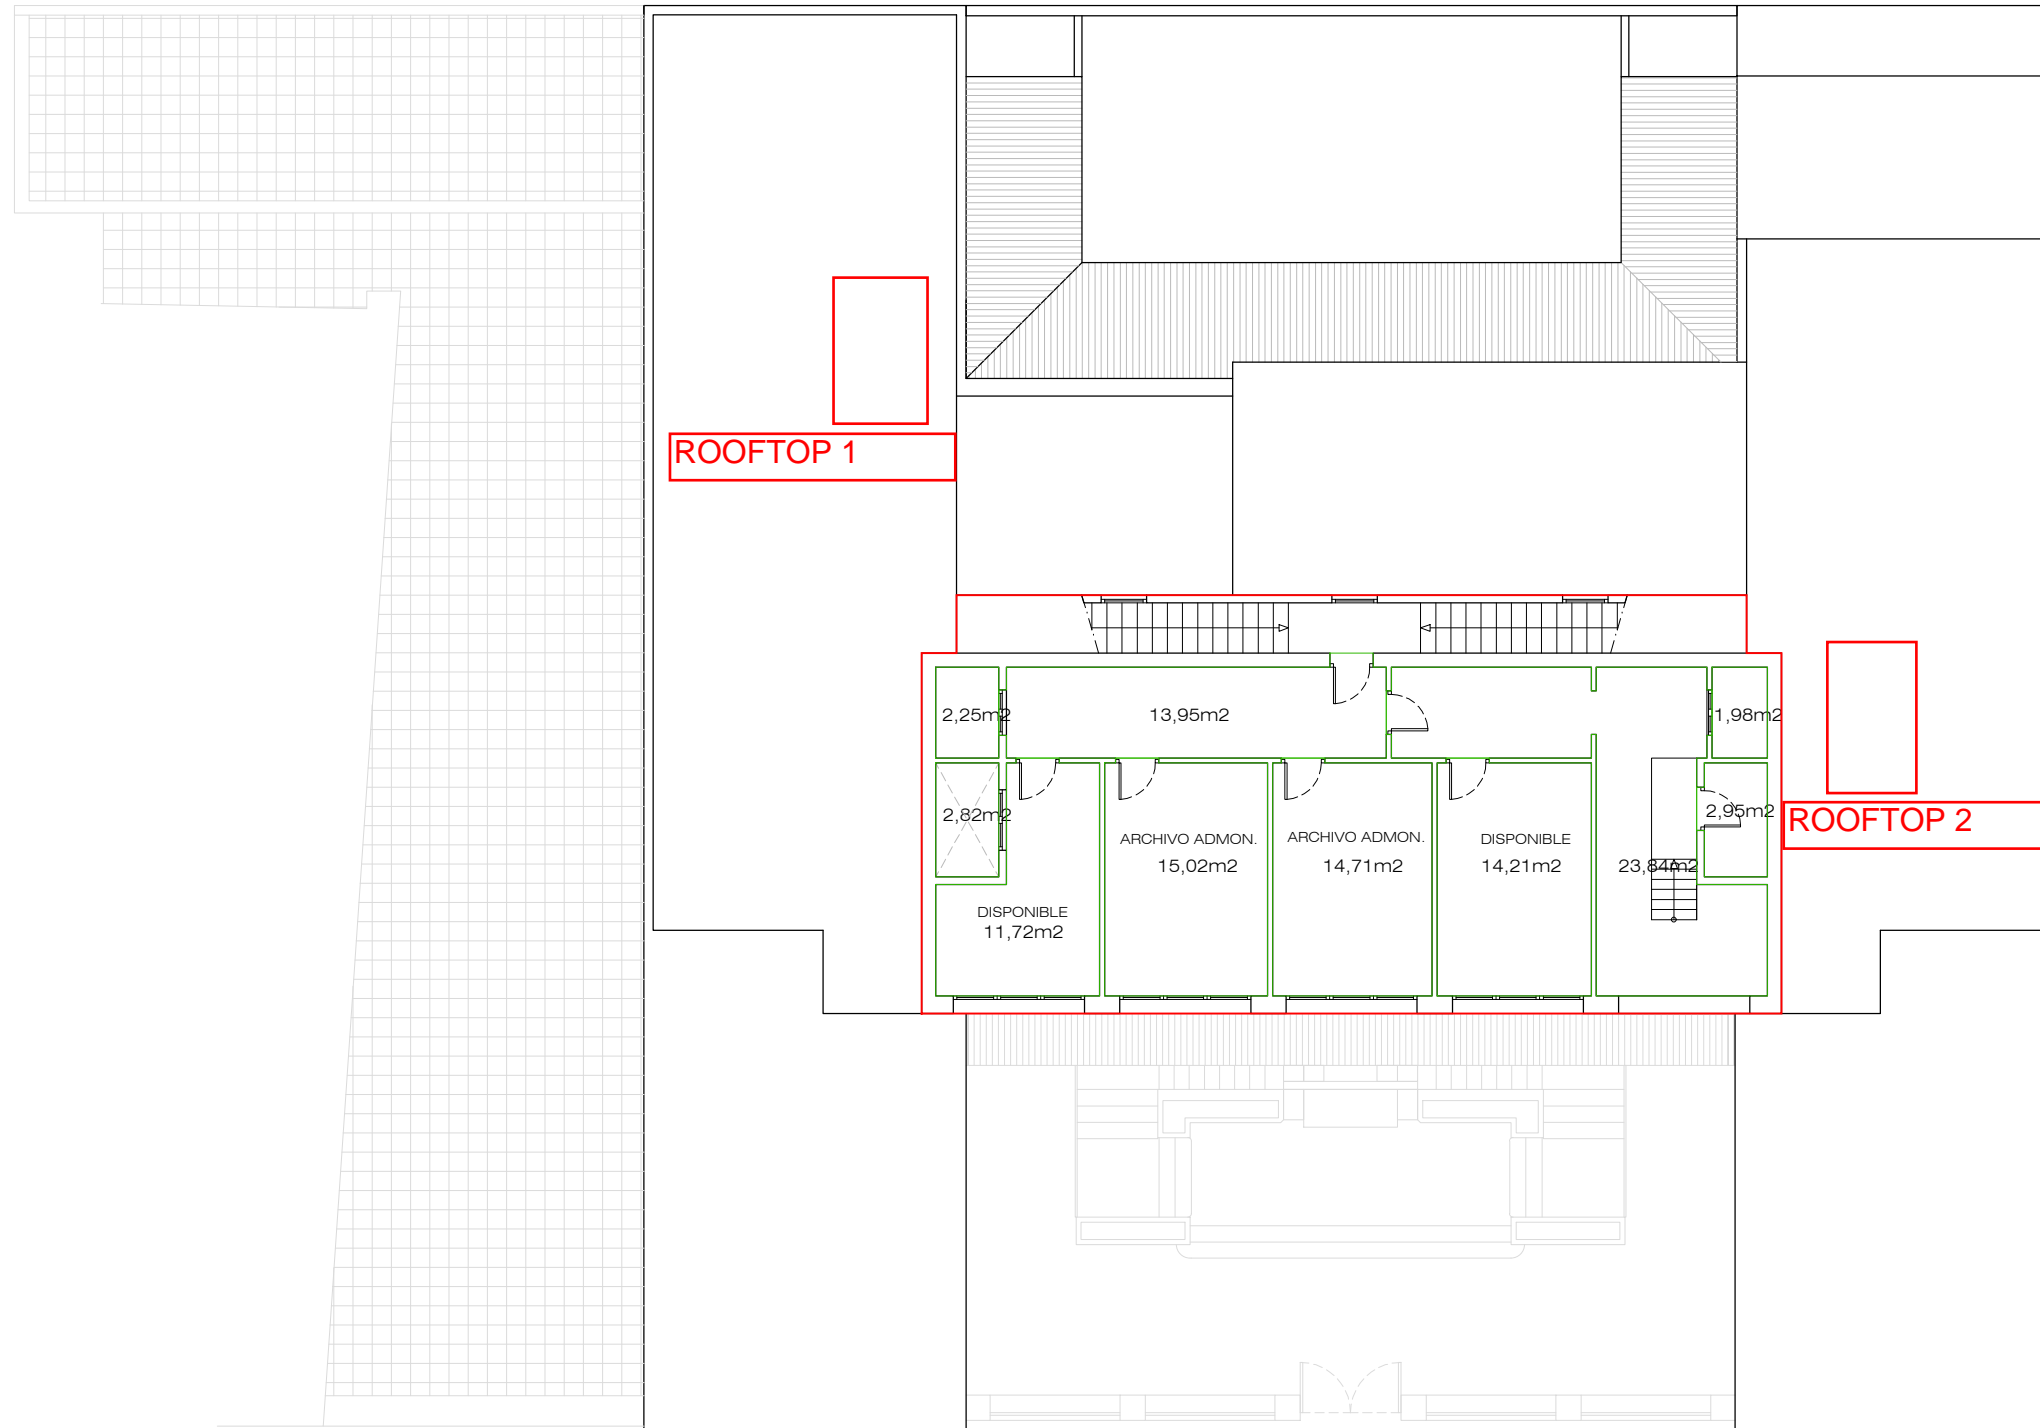 ROOFTOP 1
2,25m2
13,95m2
1,98m2
2,82m2
2,95m2
ROOFTOP 2
ARCHIVO ADMON.
15,02m2
ARCHIVO ADMON.
14,71m2
DISPONIBLE
14,21m2
23,84m2
DISPONIBLE
11,72m2